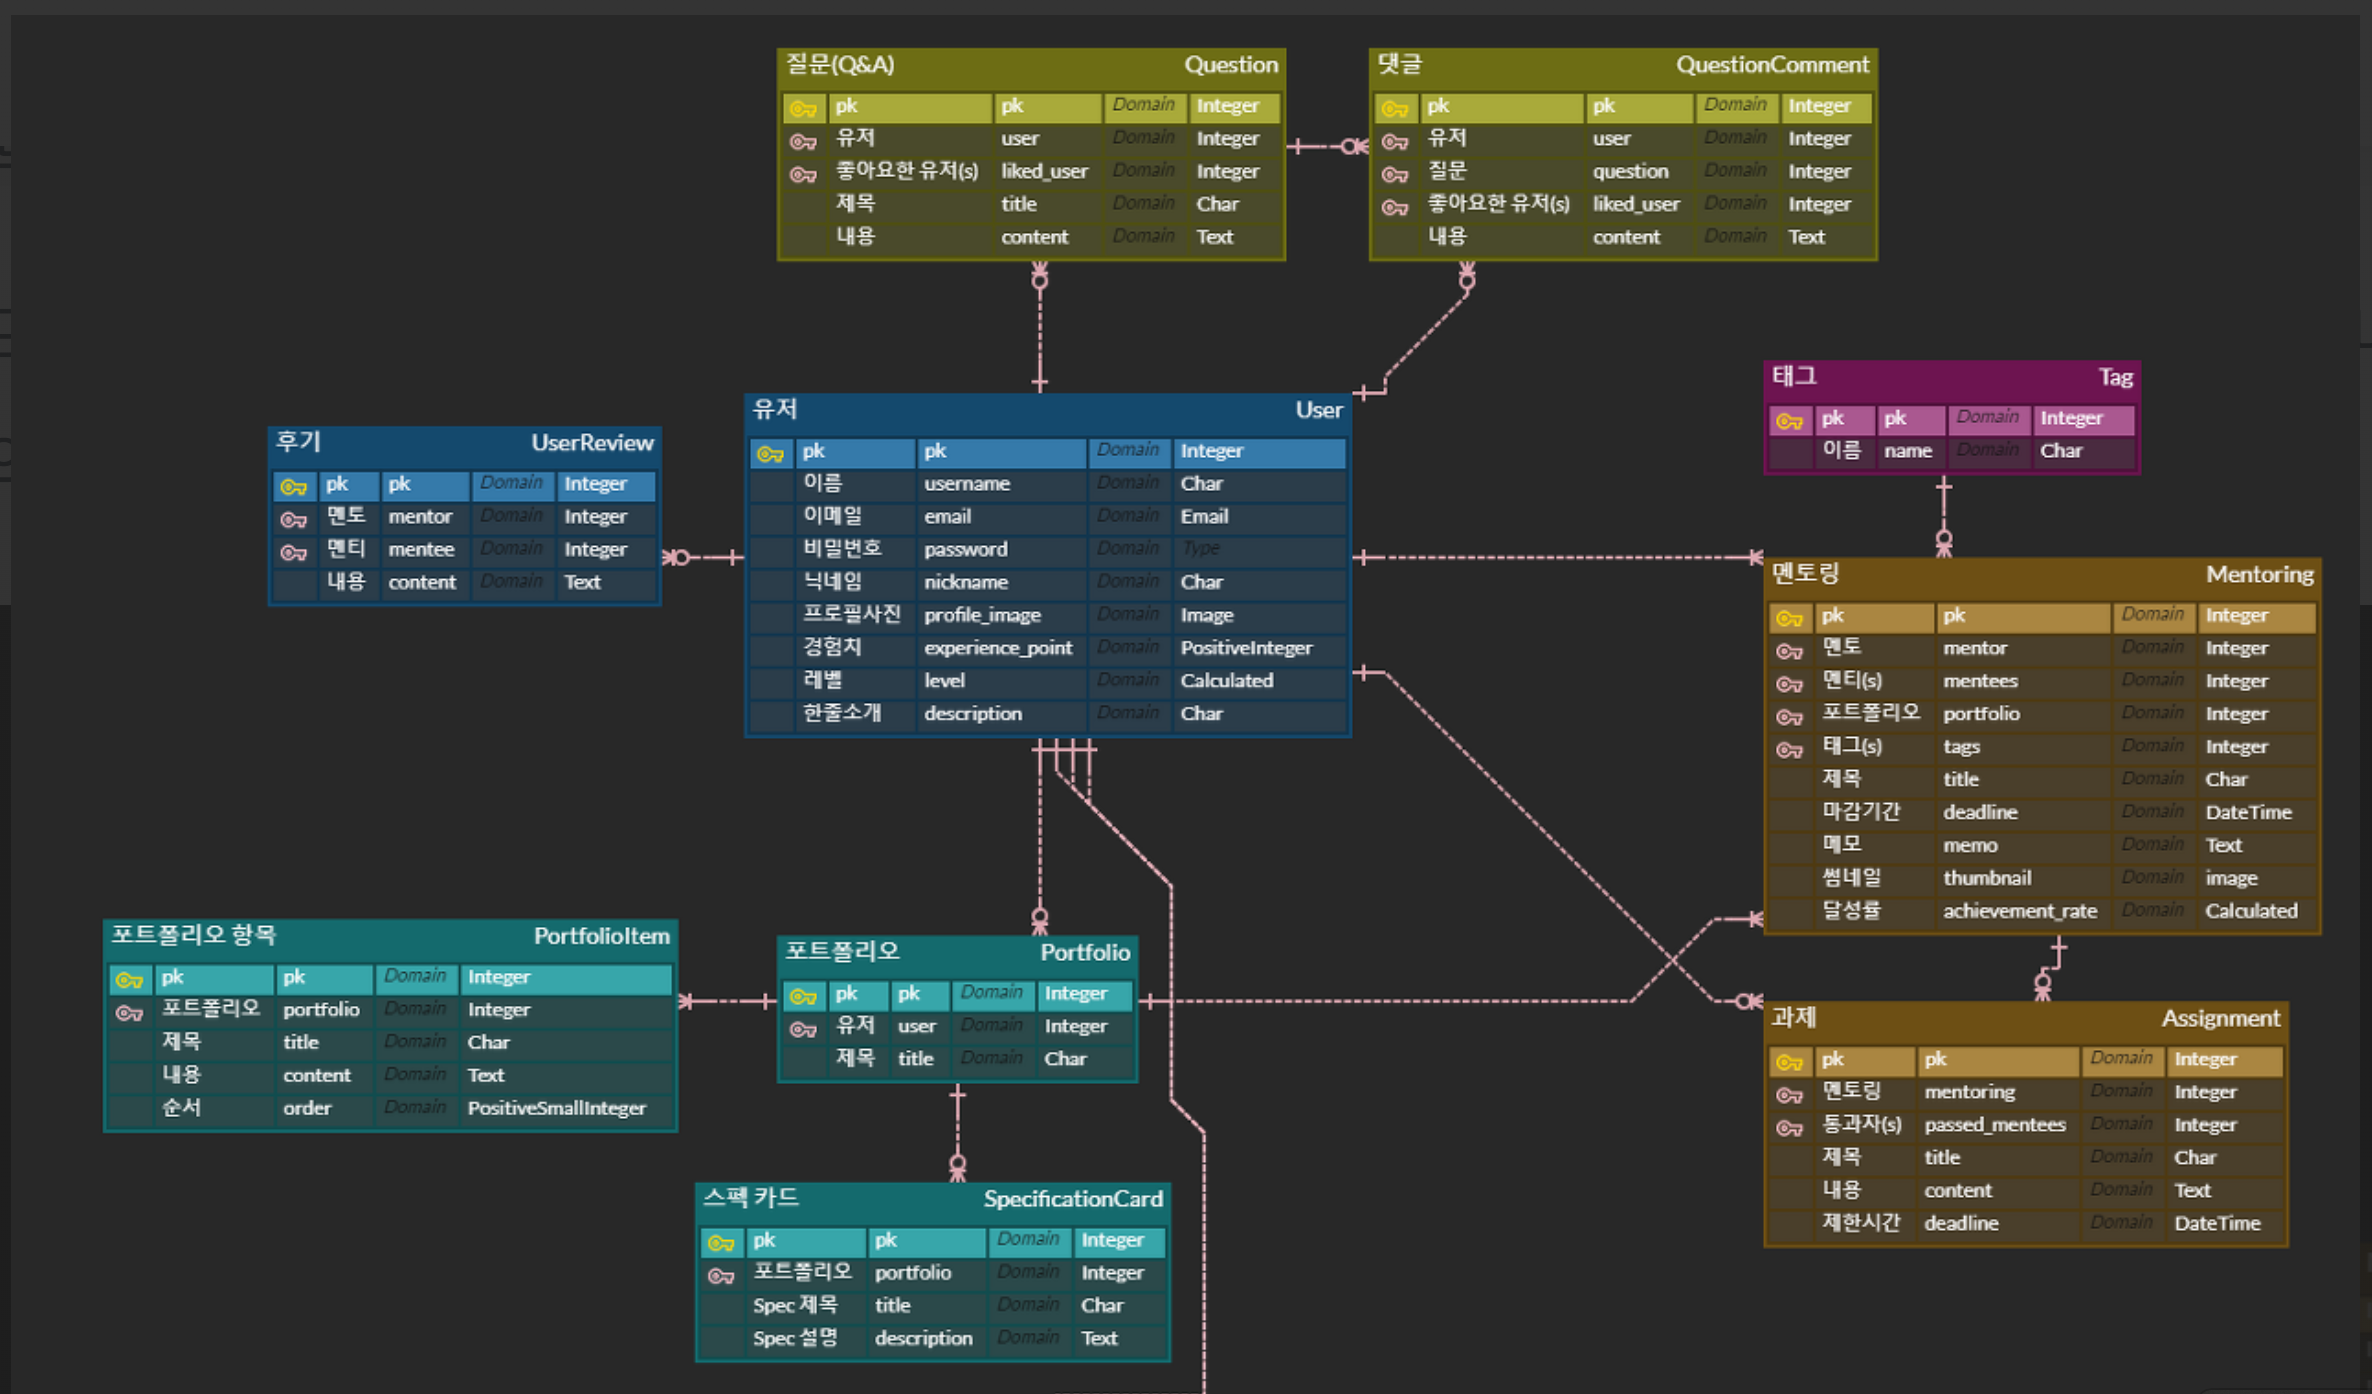 질문(Q&A) Question
pk pk Domain Integer
유저 user Domain Integer
좋아요한 유저(s) liked_user Domain Integer
제목 title Domain Char
내용 content Domain Text
댓글 QuestionComment
pk pk Domain Integer
유저 user Domain Integer
질문 question Domain Integer
좋아요한 유저(s) liked_user Domain Integer
내용 content Domain Text
태그 Tag
pk pk Domain Integer
이름 name Domain Char
후기 UserReview
pk pk Domain Integer
멘토 mentor Domain Integer
멘티 mentee Domain Integer
내용 content Domain Text
유저 User
pk pk Domain Integer
이름 username Domain Char
이메일 email Domain Email
비밀번호 password Domain Type
닉네임 nickname Domain Char
프로필사진 profile_image Domain Image
경험치 experience_point Domain PositiveInteger
레벨 level Domain Calculated
한줄소개 description Domain Char
멘토링 Mentoring
pk pk Domain Integer
멘토 mentor Domain Integer
멘티(s) mentees Domain Integer
포트폴리오 portfolio Domain Integer
태그(s) tags Domain Integer
제목 title Domain Char
마감기간 deadline Domain DateTime
메모 memo Domain Text
썸네일 thumbnail Domain image
달성률 achievement_rate Domain Calculated
포트폴리오 항목 PortfolioItem
pk pk Domain Integer
포트폴리오 portfolio Domain Integer
제목 title Domain Char
내용 content Domain Text
순서 order Domain PositiveSmallInteger
포트폴리오 Portfolio
pk pk Domain Integer
유저 user Domain Integer
제목 title Domain Char
과제 Assignment
pk pk Domain Integer
멘토링 mentoring Domain Integer
통과자(s) passed_mentees Domain Integer
제목 title Domain Char
내용 content Domain Text
제한시간 deadline Domain DateTime
스펙 카드 SpecificationCard
pk pk Domain Integer
포트폴리오 portfolio Domain Integer
Spec 제목 title Domain Char
Spec 설명 description Domain Text